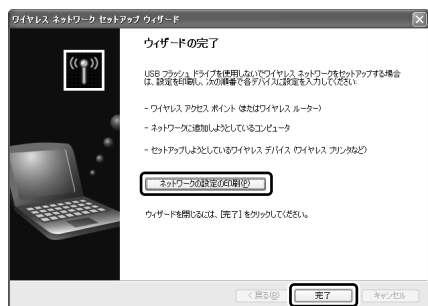 ワイヤレス ネットワーク セットアップ ウィザード
ウィザードの完了
USB フラッシュ ドライブを使用しないでワイヤレス ネットワークをセットアップする場合
は、設定を印刷し、次の順番で各デバイスに設定を入力してください:
- ワイヤレス アクセス ポイント (またはワイヤレス ルーター)
- ネットワークに追加しようとしているコンピュータ
- セットアップしようとしているワイヤレス デバイス (ワイヤレス プリンタなど)
ネットワークの設定の印刷(P)
ウィザードを閉じるには、[完了] をクリックしてください。
< 戻る(B)
完了
キャンセル